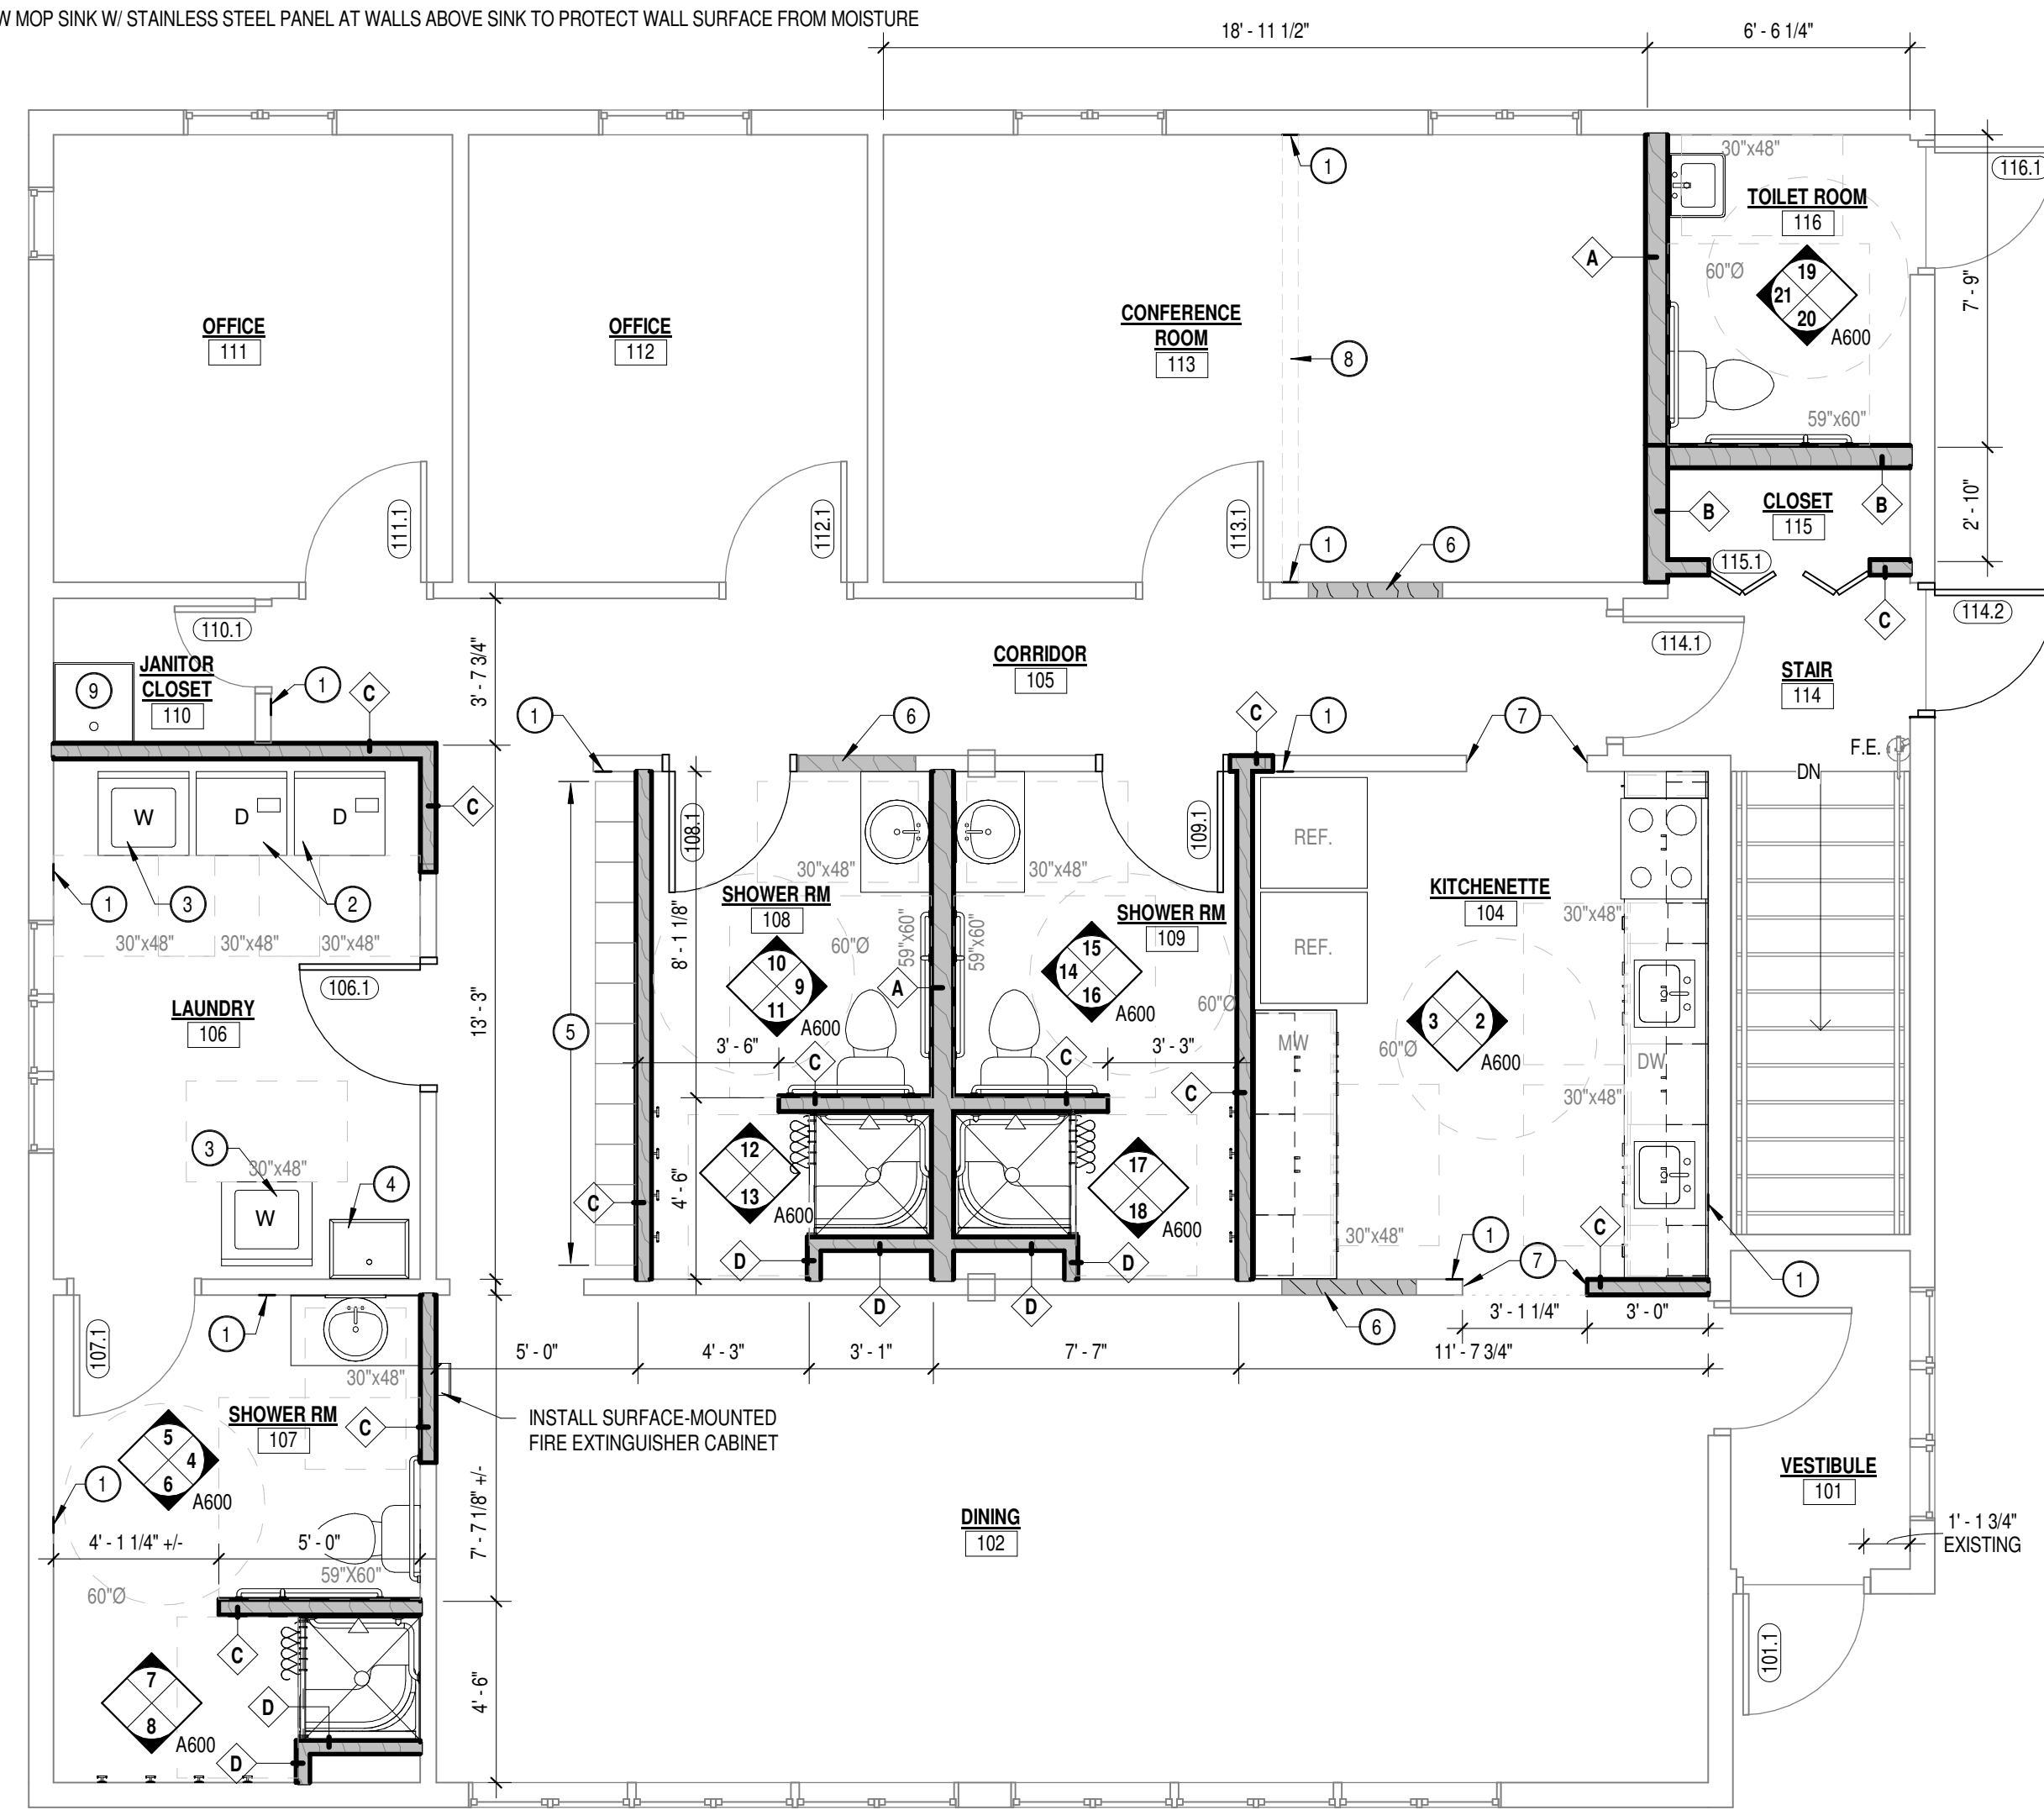 W MOP SINK W/ STAINLESS STEEL PANEL AT WALLS ABOVE SINK TO PROTECT WALL SURFACE FROM MOISTURE
18' - 11 1/2"
6' - 6 1/4"
30"x48"
116.1
1
TOILET ROOM
116
A
60"Ø
19
21
20
A600
7' - 9"
OFFICE
111
OFFICE
112
CONFERENCE
ROOM
113
8
59"x60"
111.1
112.1
113.1
1
6
B
CLOSET
115
B
2' - 10"
115.1
C
114.2
110.1
JANITOR
CLOSET
110
9
1
C
3' - 7 3/4"
CORRIDOR
105
114.1
STAIR
114
1
6
C
1
7
F.E.
DN
W
D
D
C
108.1
109.1
REF.
30"x48"
30"x48"
1
3
2
SHOWER RM
108
SHOWER RM
109
KITCHENETTE
104
30"x48"
30"x48"
30"x48"
30"x48"
8' - 1 1/8"
60"Ø
59"x60"
59"x60"
REF.
106.1
10
9
11
A600
A
15
14
16
A600
60"Ø
LAUNDRY
106
13' - 3"
5
3
2
A600
60"Ø
MW
DW
3' - 6"
C
C
3' - 3"
C
30"x48"
3
30"x48"
W
4
C
4' - 6"
12
13
A600
17
18
A600
30"x48"
C
1
D
D
7
1
D
D
6
3' - 1 1/4"
3' - 0"
1
107.1
5' - 0"
4' - 3"
3' - 1"
7' - 7"
11' - 7 3/4"
30"x48"
SHOWER RM
107
C
INSTALL SURFACE-MOUNTED
FIRE EXTINGUISHER CABINET
5
4
6
A600
1
VESTIBULE
101
DINING
102
7' - 7 1/8" +/-
1' - 1 3/4"
EXISTING
4' - 1 1/4" +/-
5' - 0"
59"X60"
60"Ø
C
101.1
7
8
A600
D
D
4' - 6"